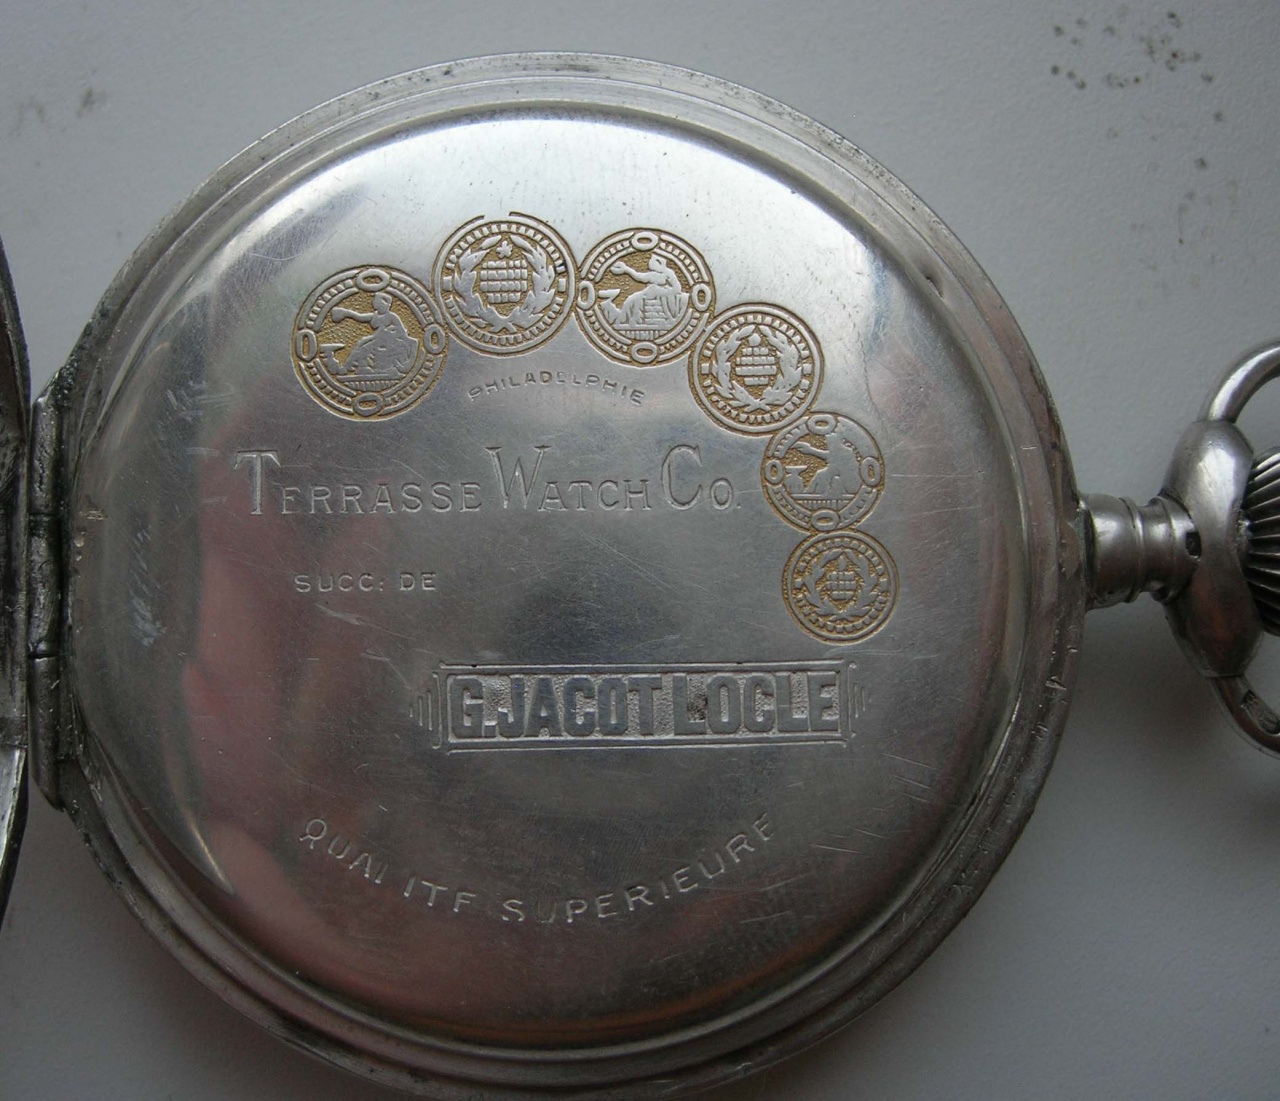 PHILADELPHIE
TERRASSE WATCH CO.
SUCC: DE
G. JACOT LOCLE
QUALITE SUPERIEURE